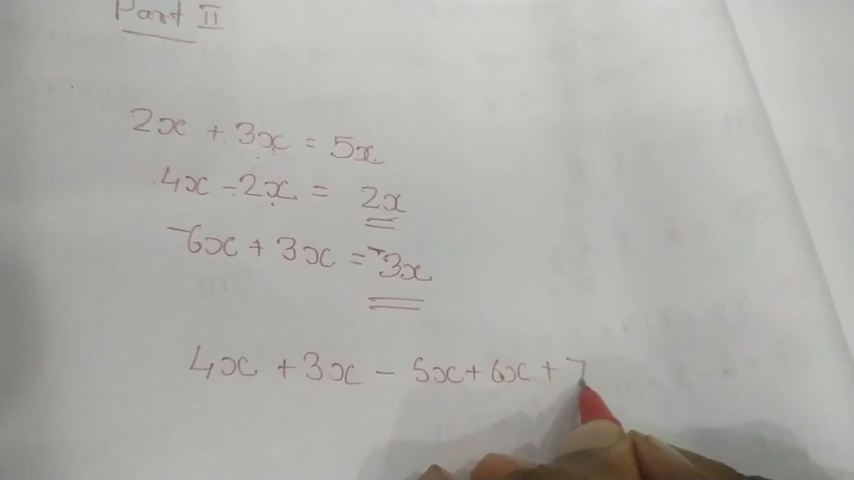 Part II
2x + 3x = 5x
4x - 2x = 2x
-6x + 3x = -3x
4x + 3x - 5x + 6x + 7